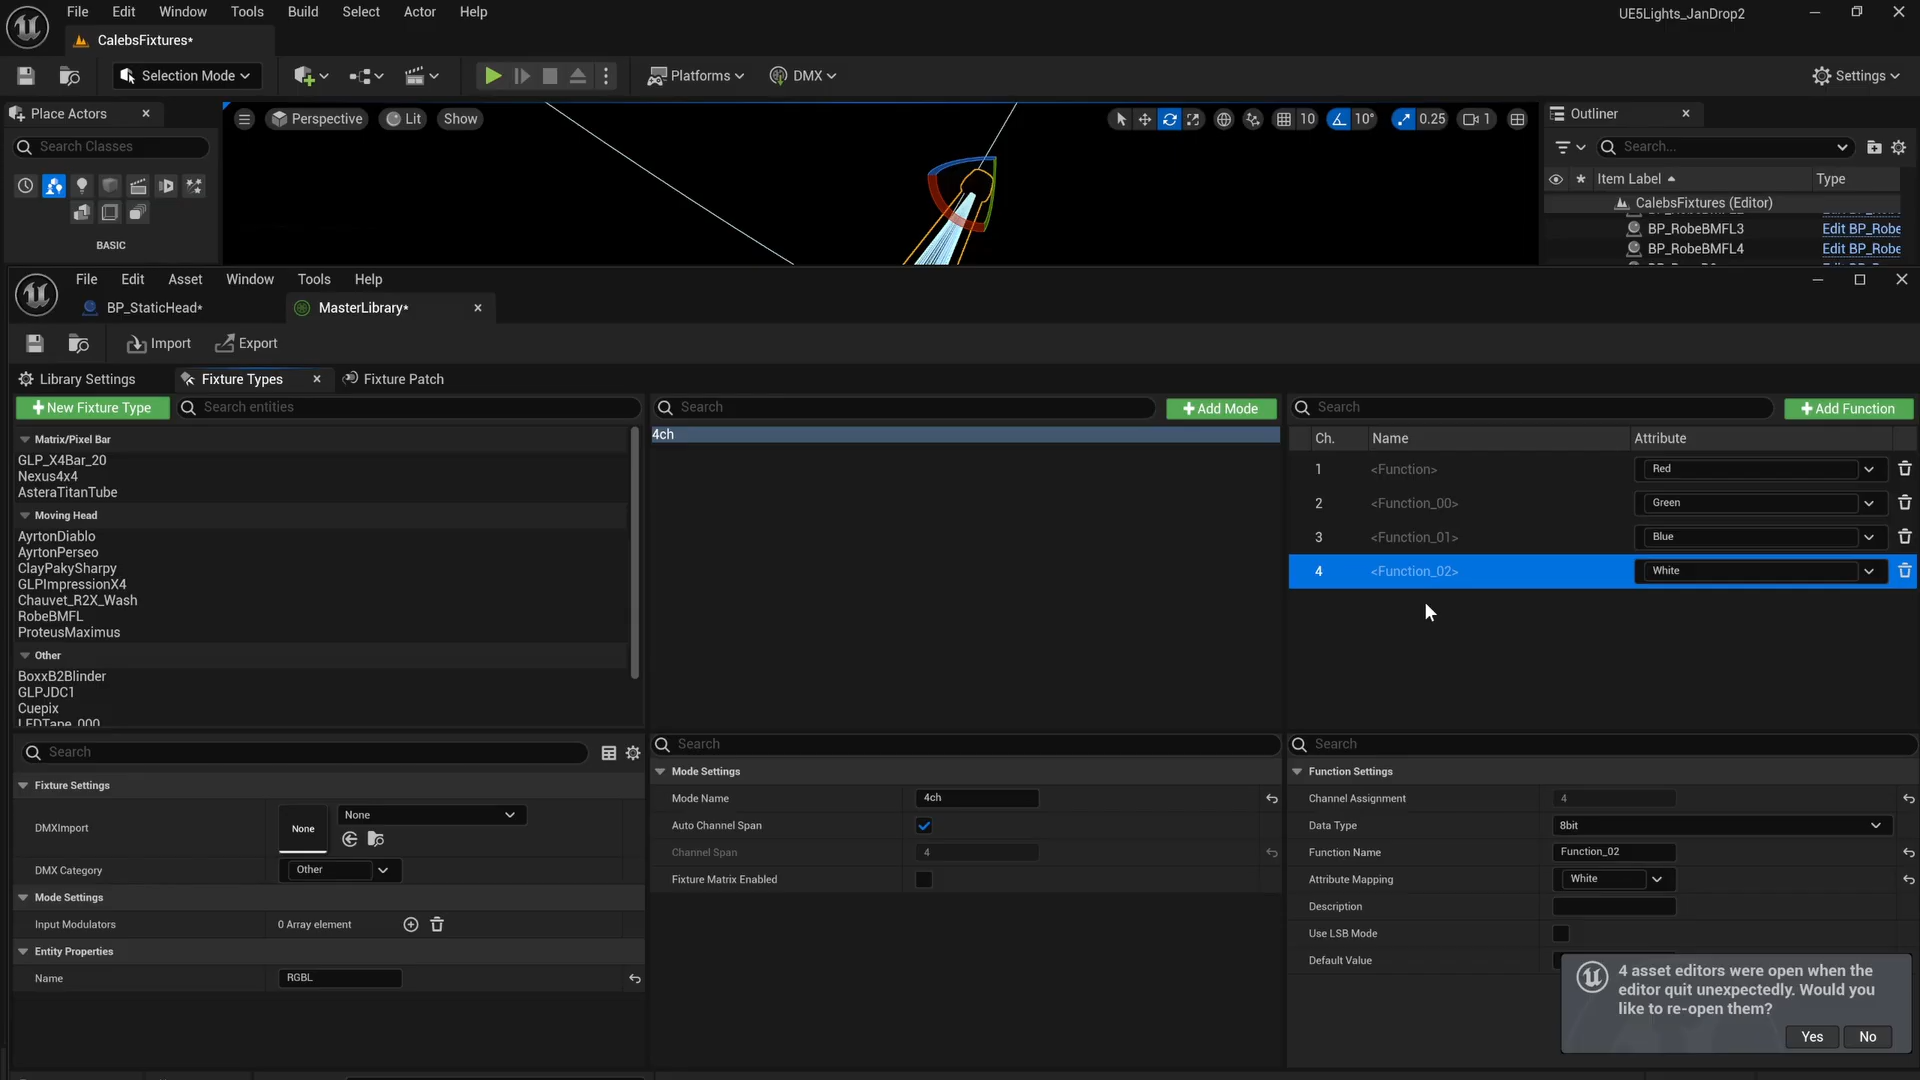 File Edit Window Tools Build Select Actor Help
UE5Lights_JanDrop2
CalebsFixtures*
Selection Mode
Platforms
DMX
Settings
Place Actors
Perspective
Lit
Show
10
10°
0.25
1
Outliner
Search Classes
Search...
Item Label
Type
CalebsFixtures (Editor)
BP_RobeBMFL3
Edit BP_Robe
BP_RobeBMFL4
Edit BP_Robe
BASIC
File Edit Asset Window Tools Help
BP_StaticHead*
MasterLibrary*
Import
Export
Library Settings
Fixture Types
Fixture Patch
New Fixture Type
Search entities
Search
Add Mode
Search
Add Function
Matrix/Pixel Bar
GLP_X4Bar_20
Nexus4x4
AsteraTitanTube
Moving Head
AyrtonDiablo
AyrtonPerseo
ClayPakySharpy
GLPImpressionX4
Chauvet_R2X_Wash
RobeBMFL
ProteusMaximus
Other
BoxxB2Blinder
GLPJDC1
Cuepix
LEDTape_000
4ch
Ch. Name Attribute
1 <Function> Red
2 <Function_00> Green
3 <Function_01> Blue
4 <Function_02> White
Search
Fixture Settings
DMXImport
None
None
DMX Category
Other
Mode Settings
Input Modulators
0 Array element
Entity Properties
Name
RGBL
Search
Mode Settings
Mode Name
4ch
Auto Channel Span
Channel Span
4
Fixture Matrix Enabled
Search
Function Settings
Channel Assignment
4
Data Type
8bit
Function Name
Function_02
Attribute Mapping
White
Description
Use LSB Mode
Default Value
4 asset editors were open when the
editor quit unexpectedly. Would you
like to re-open them?
Yes
No